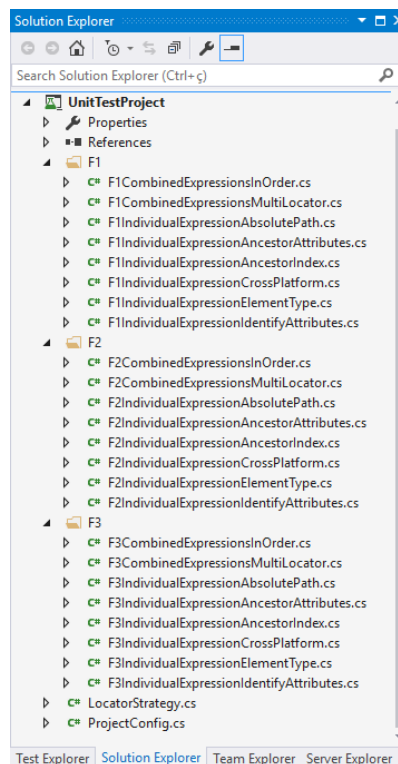 Solution Explorer
Search Solution Explorer (Ctrl+ç)
UnitTestProject
Properties
References
F1
C# F1CombinedExpressionsInOrder.cs
C# F1CombinedExpressionsMultiLocator.cs
C# F1IndividualExpressionAbsolutePath.cs
C# F1IndividualExpressionAncestorAttributes.cs
C# F1IndividualExpressionAncestorIndex.cs
C# F1IndividualExpressionCrossPlatform.cs
C# F1IndividualExpressionElementType.cs
C# F1IndividualExpressionIdentifyAttributes.cs
F2
C# F2CombinedExpressionsInOrder.cs
C# F2CombinedExpressionsMultiLocator.cs
C# F2IndividualExpressionAbsolutePath.cs
C# F2IndividualExpressionAncestorAttributes.cs
C# F2IndividualExpressionAncestorIndex.cs
C# F2IndividualExpressionCrossPlatform.cs
C# F2IndividualExpressionElementType.cs
C# F2IndividualExpressionIdentifyAttributes.cs
F3
C# F3CombinedExpressionsInOrder.cs
C# F3CombinedExpressionsMultiLocator.cs
C# F3IndividualExpressionAbsolutePath.cs
C# F3IndividualExpressionAncestorAttributes.cs
C# F3IndividualExpressionAncestorIndex.cs
C# F3IndividualExpressionCrossPlatform.cs
C# F3IndividualExpressionElementType.cs
C# F3IndividualExpressionIdentifyAttributes.cs
C# LocatorStrategy.cs
C# ProjectConfig.cs
Test Explorer Solution Explorer Team Explorer Server Explorer